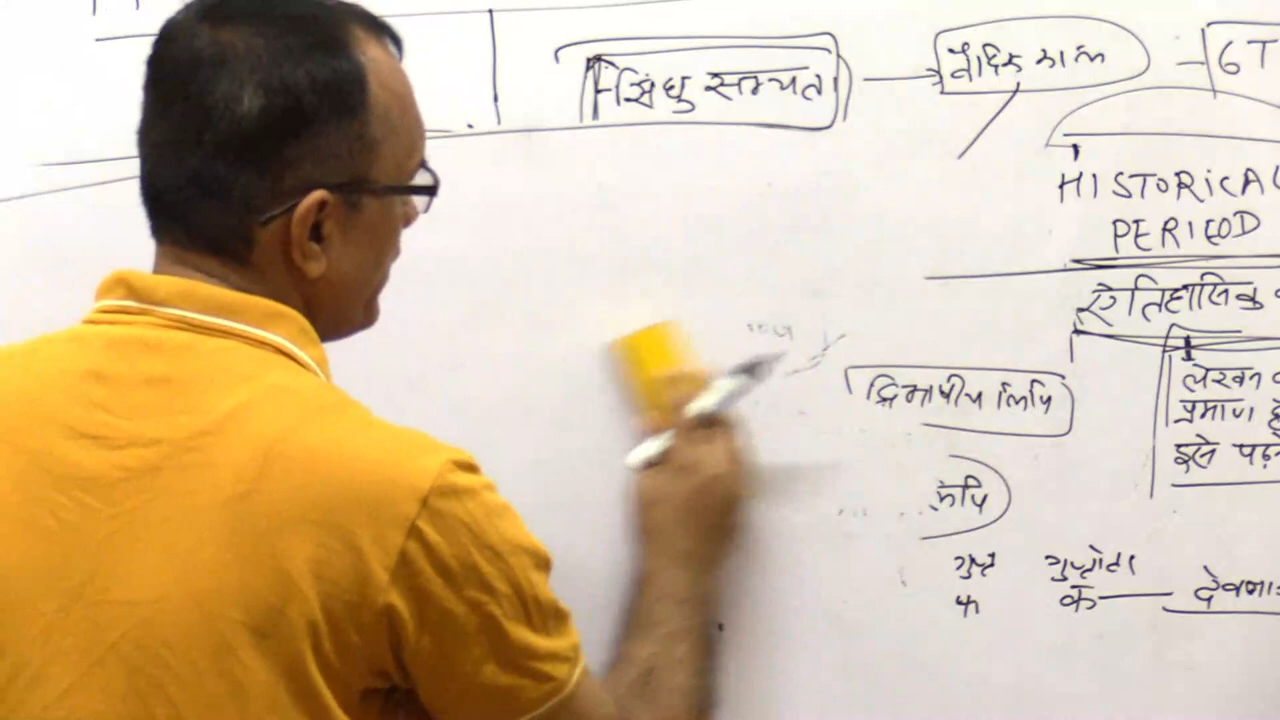 सिंधु सभ्यता
वैदिक काल
6T
HISTORICAL
PERIOD
ऐतिहासिक
द्विभाषीय लिपि
लेखन
प्रमाण
इसे पढ़
गुप्त
गुप्तोत्तर
के
देवना